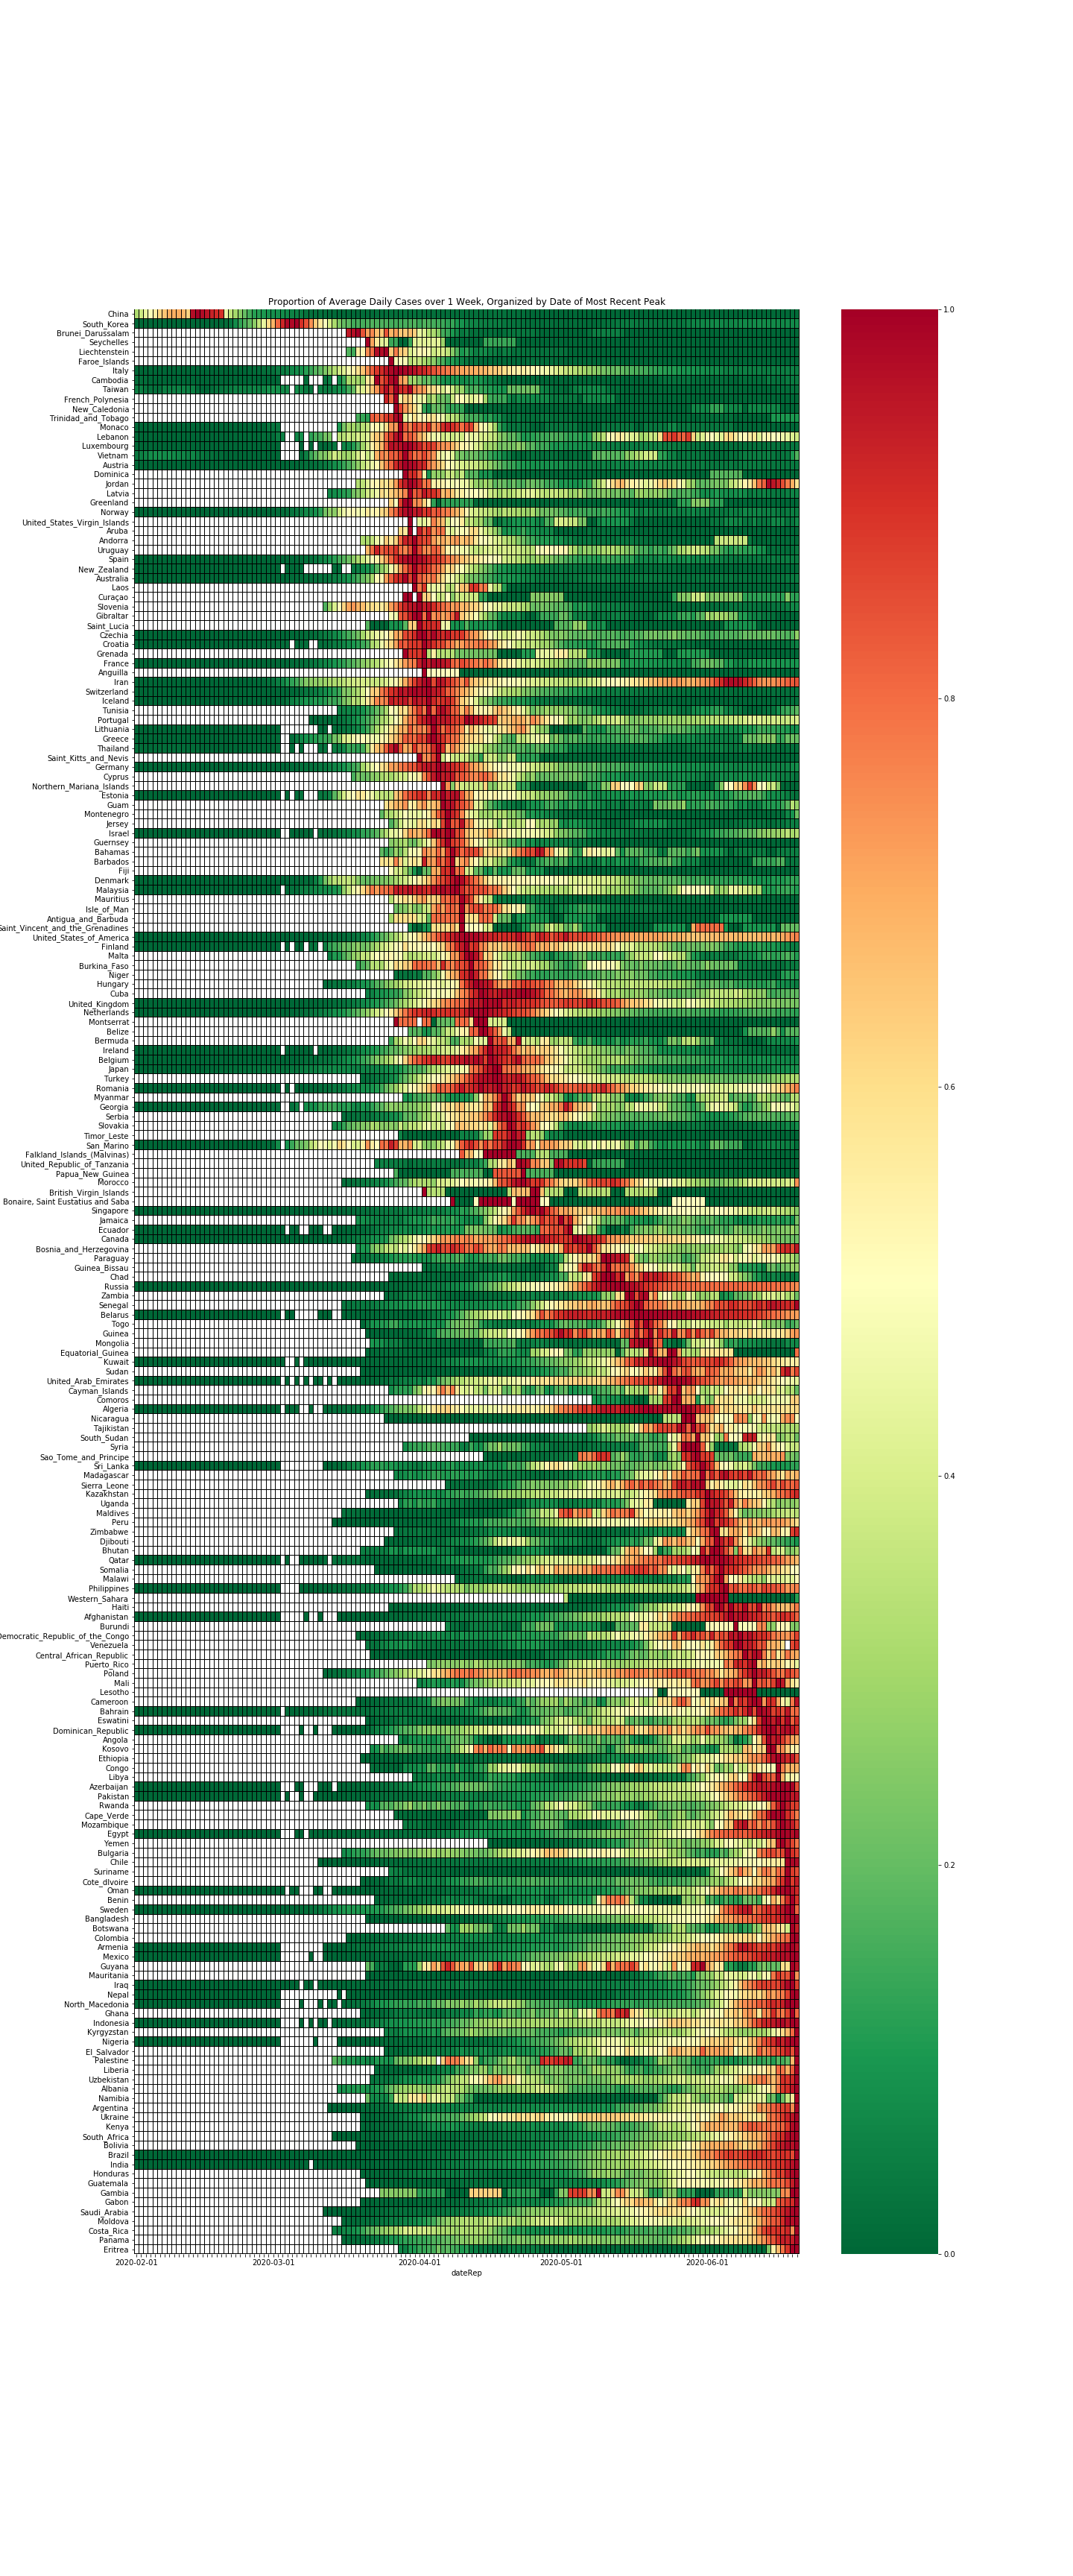 Proportion of Average Daily Cases over 1 Week, Organized by Date of Most Recent Peak
China
South_Korea
Brunei_Darussalam
Seychelles
Liechtenstein
Faroe_Islands
Italy
Cambodia
Taiwan
French_Polynesia
New_Caledonia
Trinidad_and_Tobago
Monaco
Lebanon
Luxembourg
Vietnam
Austria
Dominica
Jordan
Latvia
Greenland
Norway
United_States_Virgin_Islands
Aruba
Andorra
Uruguay
Spain
New_Zealand
Australia
Laos
Curaçao
Slovenia
Gibraltar
Saint_Lucia
Czechia
Croatia
Grenada
France
Anguilla
Iran
Switzerland
Iceland
Tunisia
Portugal
Lithuania
Greece
Thailand
Saint_Kitts_and_Nevis
Germany
Cyprus
Northern_Mariana_Islands
Estonia
Guam
Montenegro
Jersey
Israel
Guernsey
Bahamas
Barbados
Fiji
Denmark
Malaysia
Mauritius
Isle_of_Man
Antigua_and_Barbuda
Saint_Vincent_and_the_Grenadines
United_States_of_America
Finland
Malta
Burkina_Faso
Niger
Hungary
Cuba
United_Kingdom
Netherlands
Montserrat
Belize
Bermuda
Ireland
Belgium
Japan
Turkey
Romania
Myanmar
Georgia
Serbia
Slovakia
Timor_Leste
San_Marino
Falkland_Islands_(Malvinas)
United_Republic_of_Tanzania
Papua_New_Guinea
Morocco
British_Virgin_Islands
Bonaire, Saint Eustatius and Saba
Singapore
Jamaica
Ecuador
Canada
Bosnia_and_Herzegovina
Paraguay
Guinea_Bissau
Chad
Russia
Zambia
Senegal
Belarus
Togo
Guinea
Mongolia
Equatorial_Guinea
Kuwait
Sudan
United_Arab_Emirates
Cayman_Islands
Comoros
Algeria
Nicaragua
Tajikistan
South_Sudan
Syria
Sao_Tome_and_Principe
Sri_Lanka
Madagascar
Sierra_Leone
Kazakhstan
Uganda
Maldives
Peru
Zimbabwe
Djibouti
Bhutan
Qatar
Somalia
Malawi
Philippines
Western_Sahara
Haiti
Afghanistan
Burundi
Democratic_Republic_of_the_Congo
Venezuela
Central_African_Republic
Puerto_Rico
Poland
Mali
Lesotho
Cameroon
Bahrain
Eswatini
Dominican_Republic
Angola
Kosovo
Ethiopia
Congo
Libya
Azerbaijan
Pakistan
Rwanda
Cape_Verde
Mozambique
Egypt
Yemen
Bulgaria
Chile
Suriname
Cote_dIvoire
Oman
Benin
Sweden
Bangladesh
Botswana
Colombia
Armenia
Mexico
Guyana
Mauritania
Iraq
Nepal
North_Macedonia
Ghana
Indonesia
Kyrgyzstan
Nigeria
El_Salvador
Palestine
Liberia
Uzbekistan
Albania
Namibia
Argentina
Ukraine
Kenya
South_Africa
Bolivia
Brazil
India
Honduras
Guatemala
Gambia
Gabon
Saudi_Arabia
Moldova
Costa_Rica
Panama
Eritrea
2020-02-01 2020-03-01 2020-04-01 2020-05-01 2020-06-01
dateRep
1.0
0.8
0.6
0.4
0.2
0.0